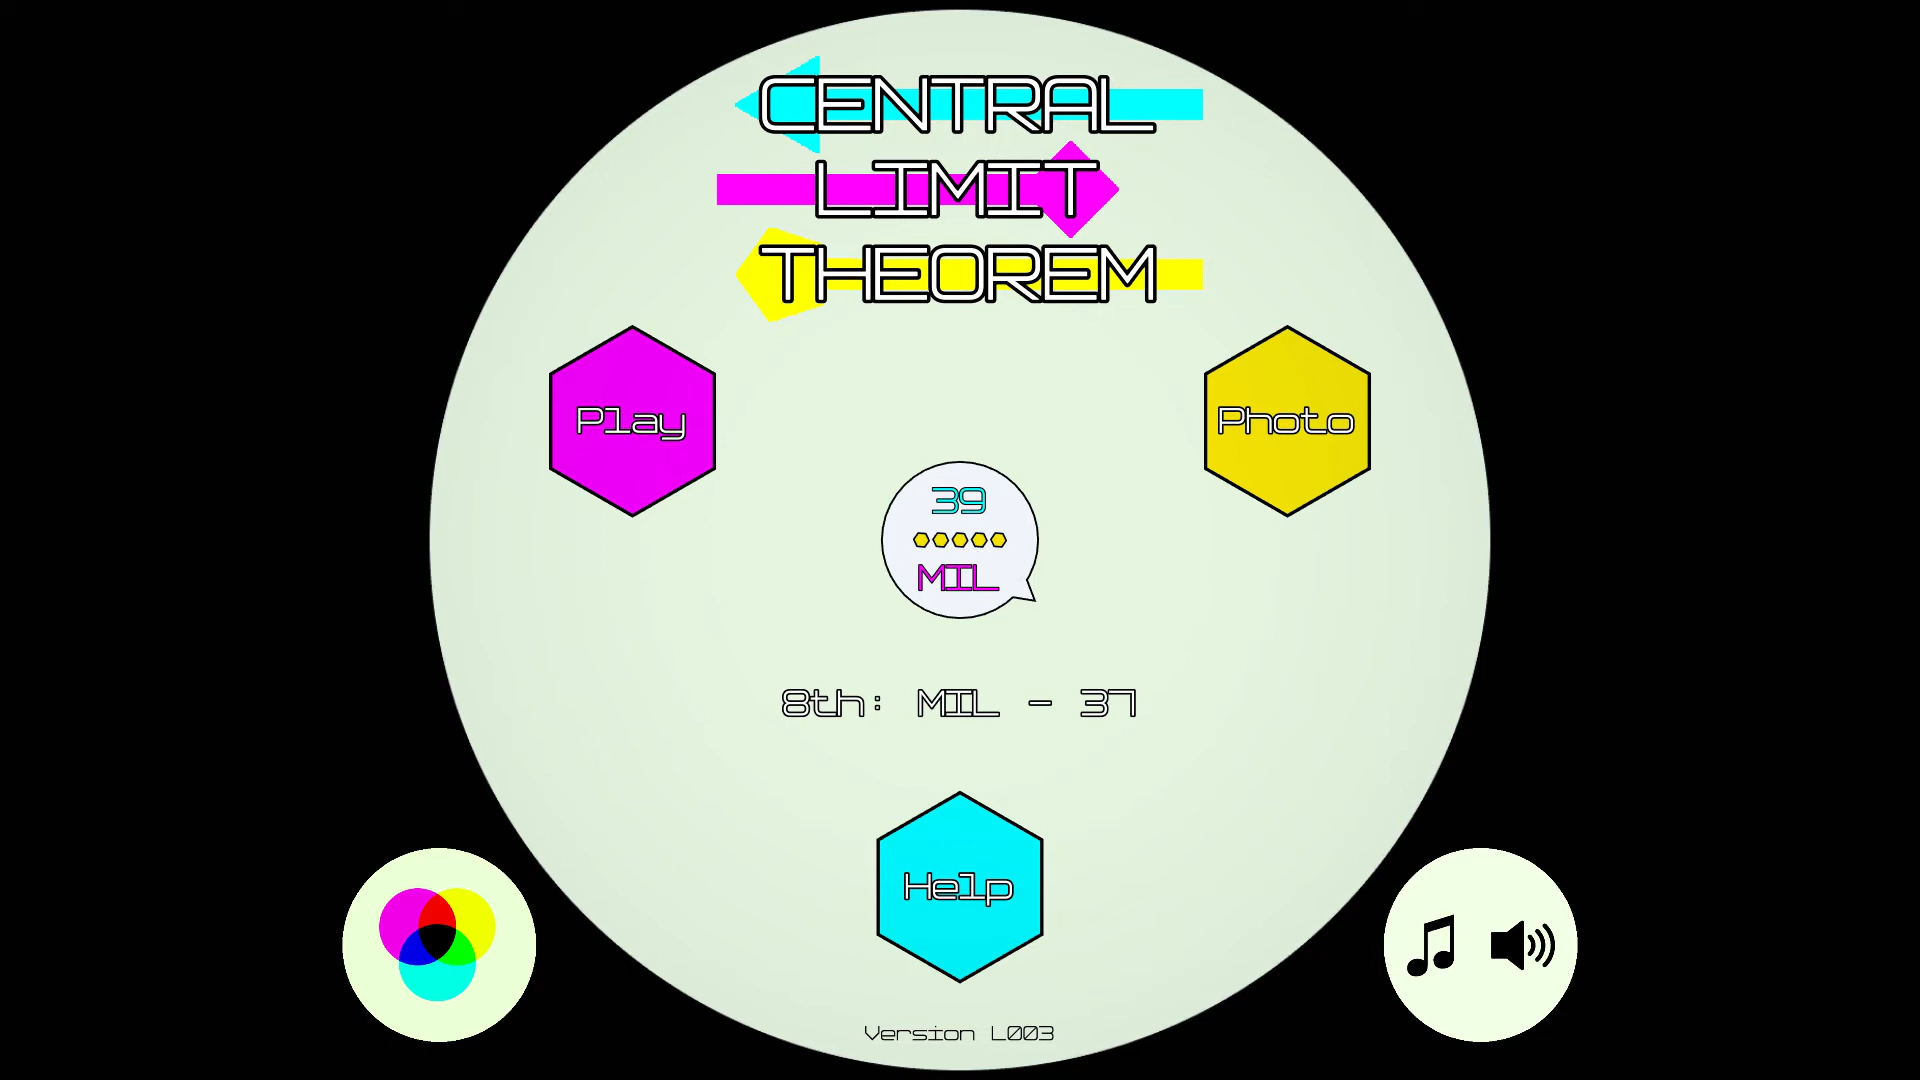 CENTRAL
LIMIT
THEOREM
Play
Photo
39
MIL
8th: MIL - 37
Help
Version L003